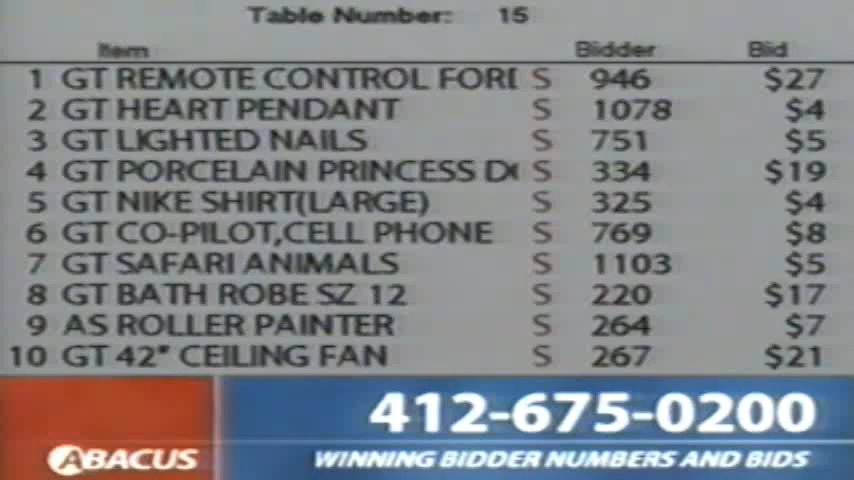 Table Number: 15
Item Bidder Bid
1 GT REMOTE CONTROL FORD S 946 $27
2 GT HEART PENDANT S 1078 $4
3 GT LIGHTED NAILS S 751 $5
4 GT PORCELAIN PRINCESS DO S 334 $19
5 GT NIKE SHIRT(LARGE) S 325 $4
6 GT CO-PILOT,CELL PHONE S 769 $8
7 GT SAFARI ANIMALS S 1103 $5
8 GT BATH ROBE SZ 12 S 220 $17
9 AS ROLLER PAINTER S 264 $7
10 GT 42" CEILING FAN S 267 $21
412-675-0200
ABACUS WINNING BIDDER NUMBERS AND BIDS